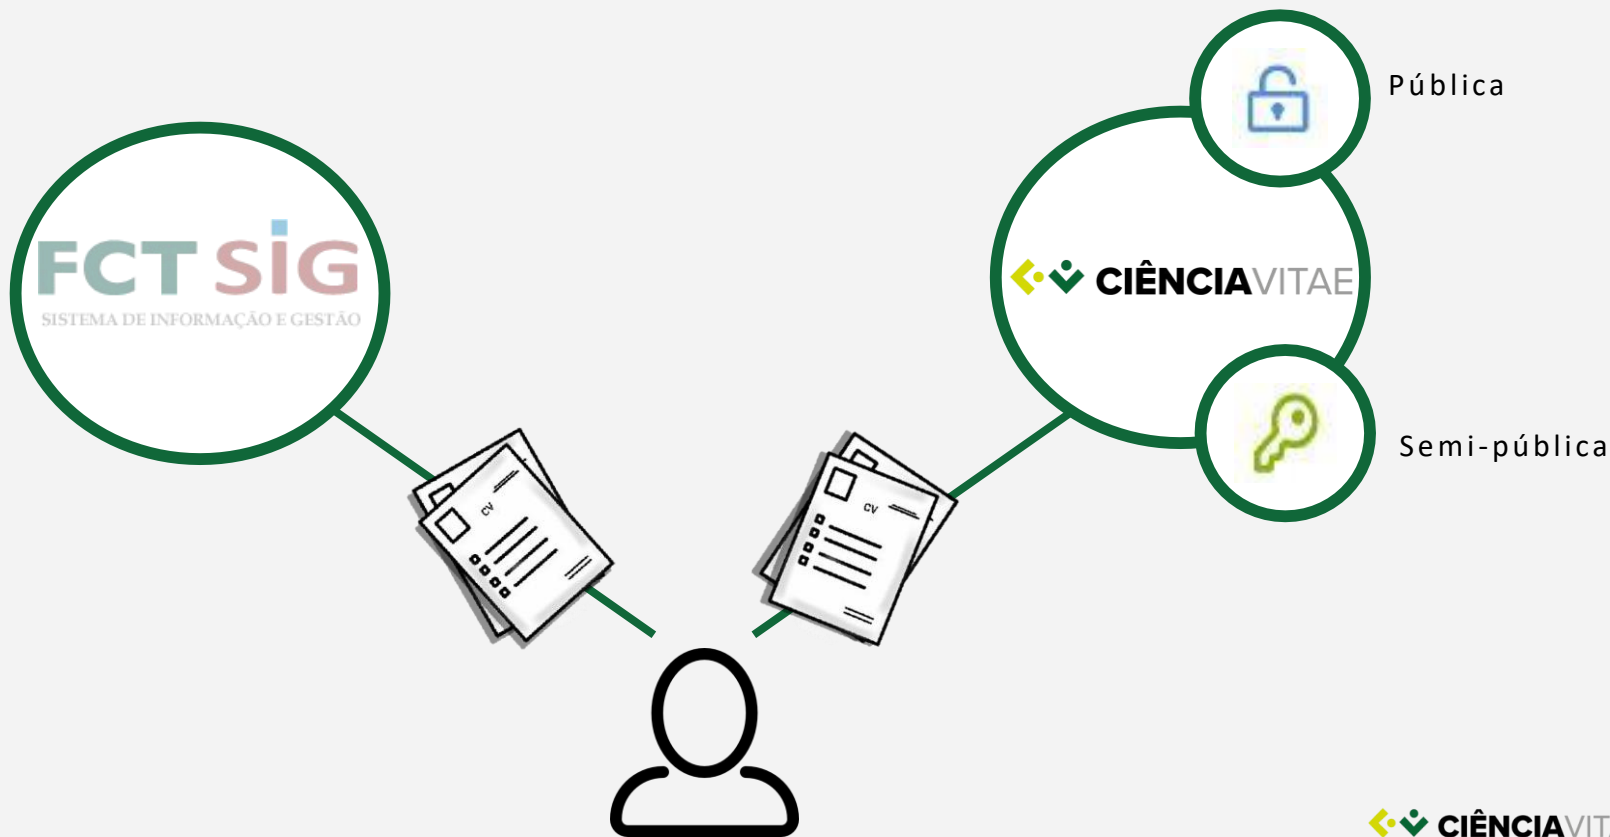 Pública
FCT SiG
SISTEMA DE INFORMAÇÃO E GESTÃO
CIÊNCIAVITAE
Semi-pública
CV
CV
CIÊNCIAVIT